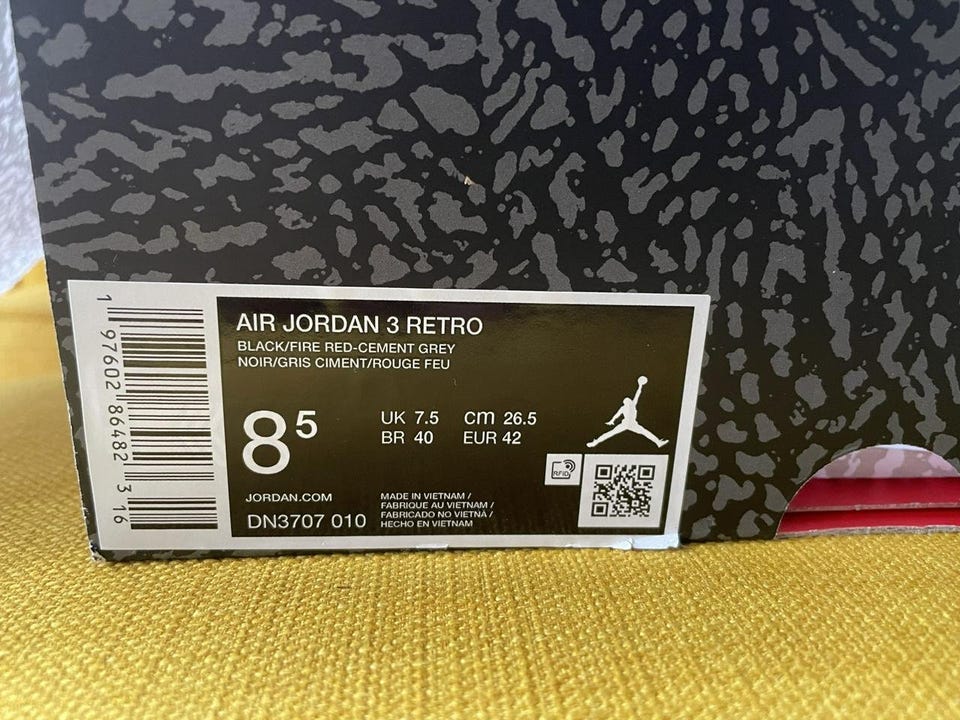 1 97602 86482 3 16
AIR JORDAN 3 RETRO
BLACK/FIRE RED-CEMENT GREY
NOIR/GRIS CIMENT/ROUGE FEU
8⁵
UK 7.5 cm 26.5
BR 40 EUR 42
RFID
JORDAN.COM
DN3707 010
MADE IN VIETNAM /
FABRIQUE AU VIETNAM /
FABRICADO NO VIETNÃ /
HECHO EN VIETNAM